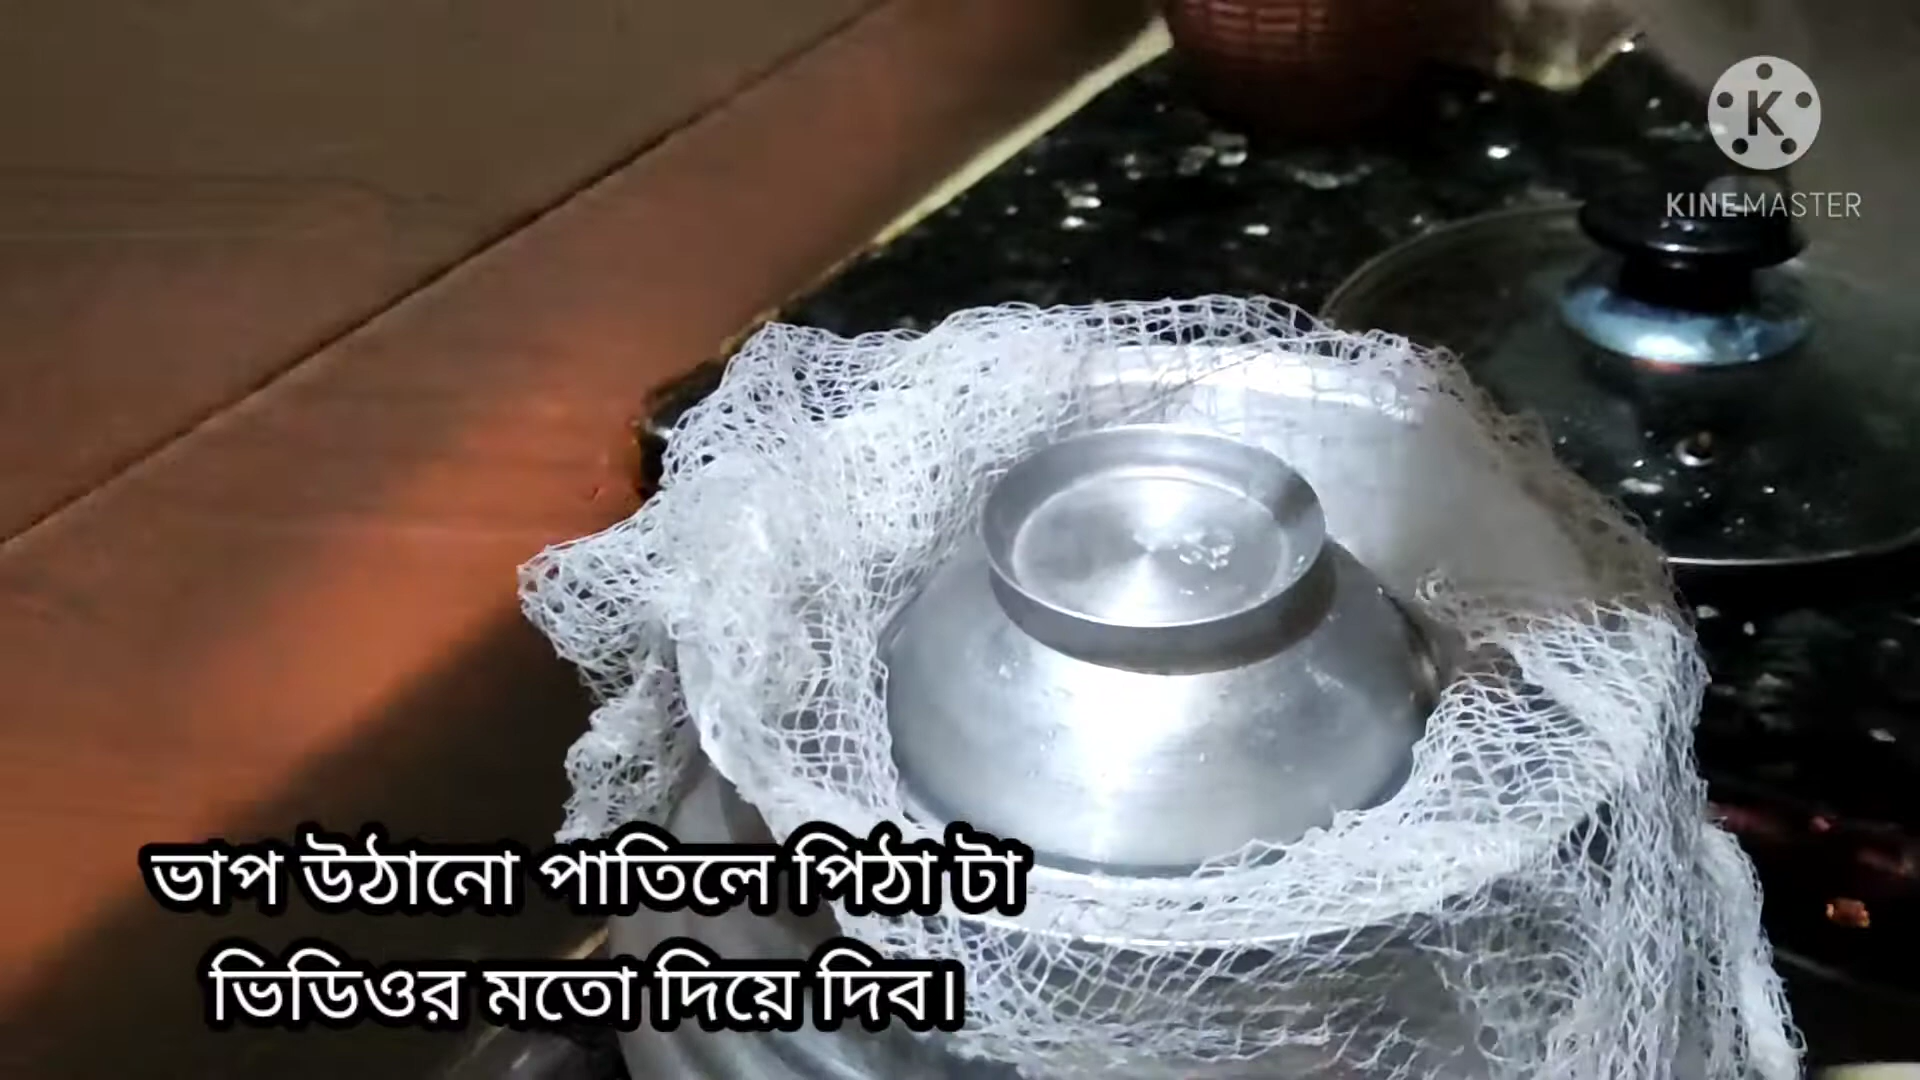 K
KINEMASTER
ভাপ উঠানো পাতিলে পিঠা টা
ভিডিওর মতো দিয়ে দিব।